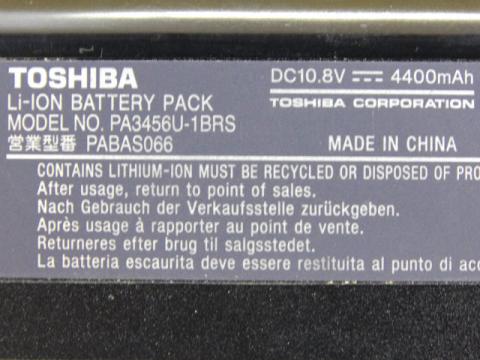 TOSHIBA
DC10.8V ⎓ 4400mAh
Li-ION BATTERY PACK
TOSHIBA CORPORATION
MODEL NO. PA3456U-1BRS
営業型番 PABAS066
MADE IN CHINA
CONTAINS LITHIUM-ION MUST BE RECYCLED OR DISPOSED OF PRO
After usage, return to point of sales.
Nach Gebrauch der Verkaufsstelle zurückgeben.
Après usage à rapporter au point de vente.
Returneres efter brug til salgsstedet.
La batteria escaurita deve essere restituita al punto di acq